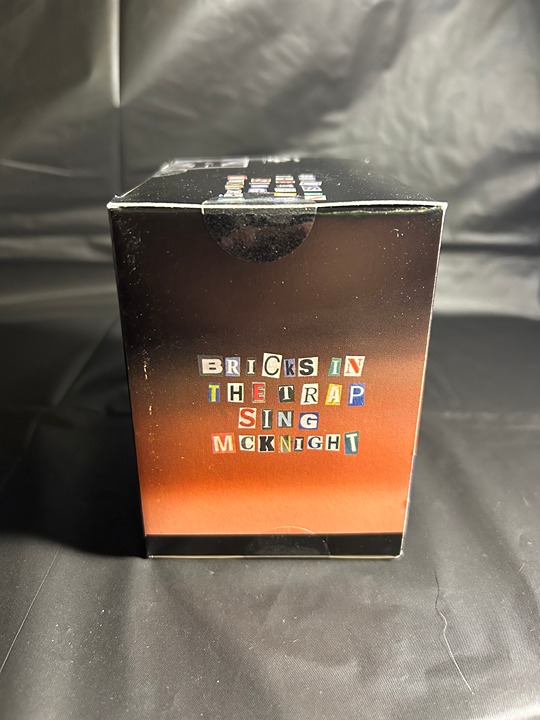 BRICKS IN
THE TRAP
SING
MCKNIGHT